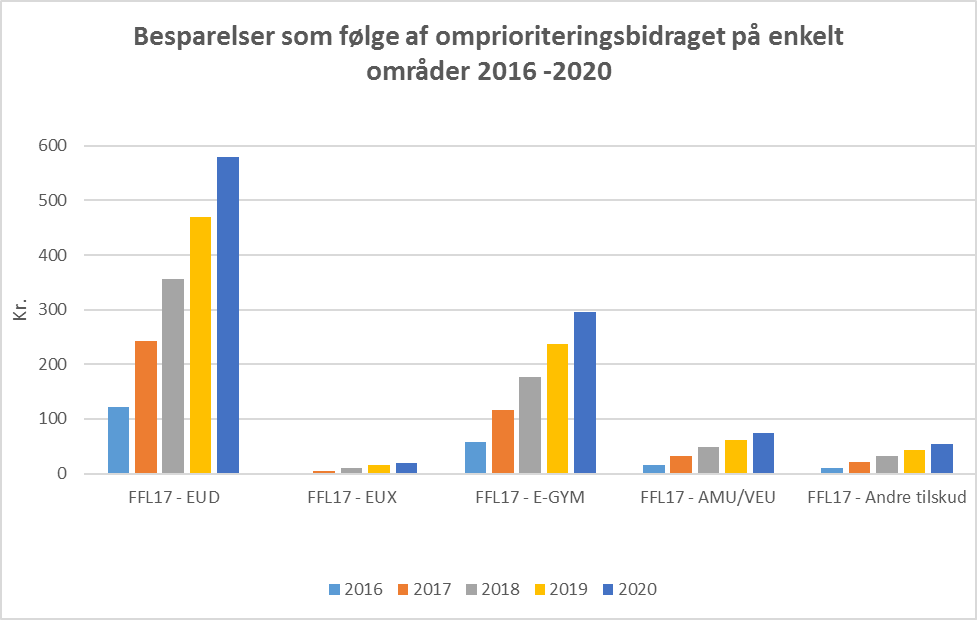 Besparelser som følge af omprioriteringsbidraget på enkelt
områder 2016 -2020
600
500
400
300
200
100
0
Kr.
FFL17 - EUD
FFL17 - EUX
FFL17 - E-GYM
FFL17 - AMU/VEU
FFL17 - Andre tilskud
2016 2017 2018 2019 2020